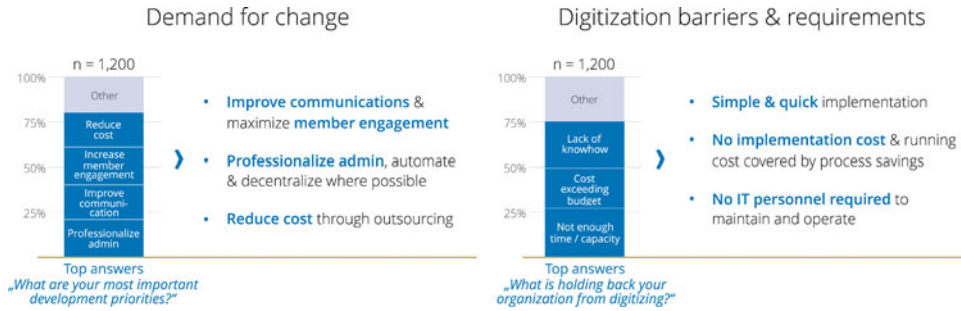 Demand for change
n = 1,200
100%
75%
50%
25%
Other
Reduce
cost
Increase
member
engagement
Improve
communi-
cation
Professionalize
admin
Top answers
„What are your most important
development priorities?“
• Improve communications &
maximize member engagement
• Professionalize admin, automate
& decentralize where possible
• Reduce cost through outsourcing
Digitization barriers & requirements
n = 1,200
100%
75%
50%
25%
Other
Lack of
knowhow
Cost
exceeding
budget
Not enough
time / capacity
Top answers
„What is holding back your
organization from digitizing?“
• Simple & quick implementation
• No implementation cost & running
cost covered by process savings
• No IT personnel required to
maintain and operate